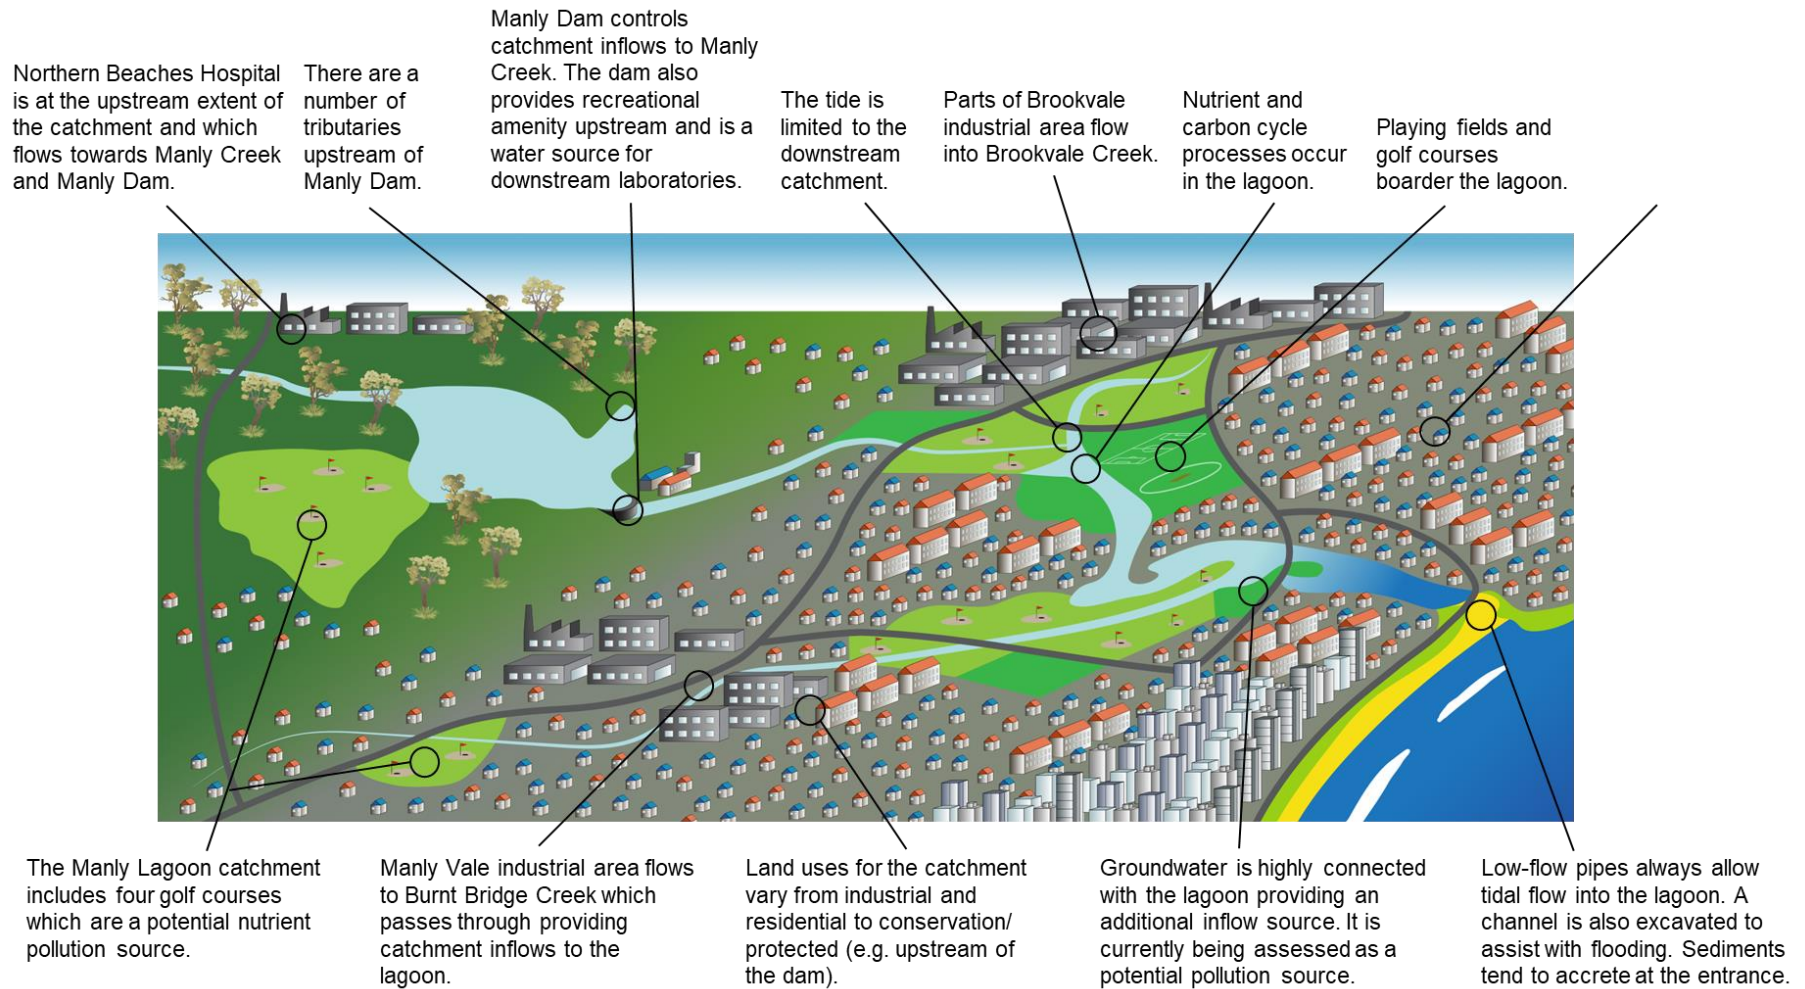 Northern Beaches Hospital
is at the upstream extent of
the catchment and which
flows towards Manly Creek
and Manly Dam.
There are a
number of
tributaries
upstream of
Manly Dam.
Manly Dam controls
catchment inflows to Manly
Creek. The dam also
provides recreational
amenity upstream and is a
water source for
downstream laboratories.
The tide is
limited to the
downstream
catchment.
Parts of Brookvale
industrial area flow
into Brookvale Creek.
Nutrient and
carbon cycle
processes occur
in the lagoon.
Playing fields and
golf courses
boarder the lagoon.
The Manly Lagoon catchment
includes four golf courses
which are a potential nutrient
pollution source.
Manly Vale industrial area flows
to Burnt Bridge Creek which
passes through providing
catchment inflows to the
lagoon.
Land uses for the catchment
vary from industrial and
residential to conservation/
protected (e.g. upstream of
the dam).
Groundwater is highly connected
with the lagoon providing an
additional inflow source. It is
currently being assessed as a
potential pollution source.
Low-flow pipes always allow
tidal flow into the lagoon. A
channel is also excavated to
assist with flooding. Sediments
tend to accrete at the entrance.